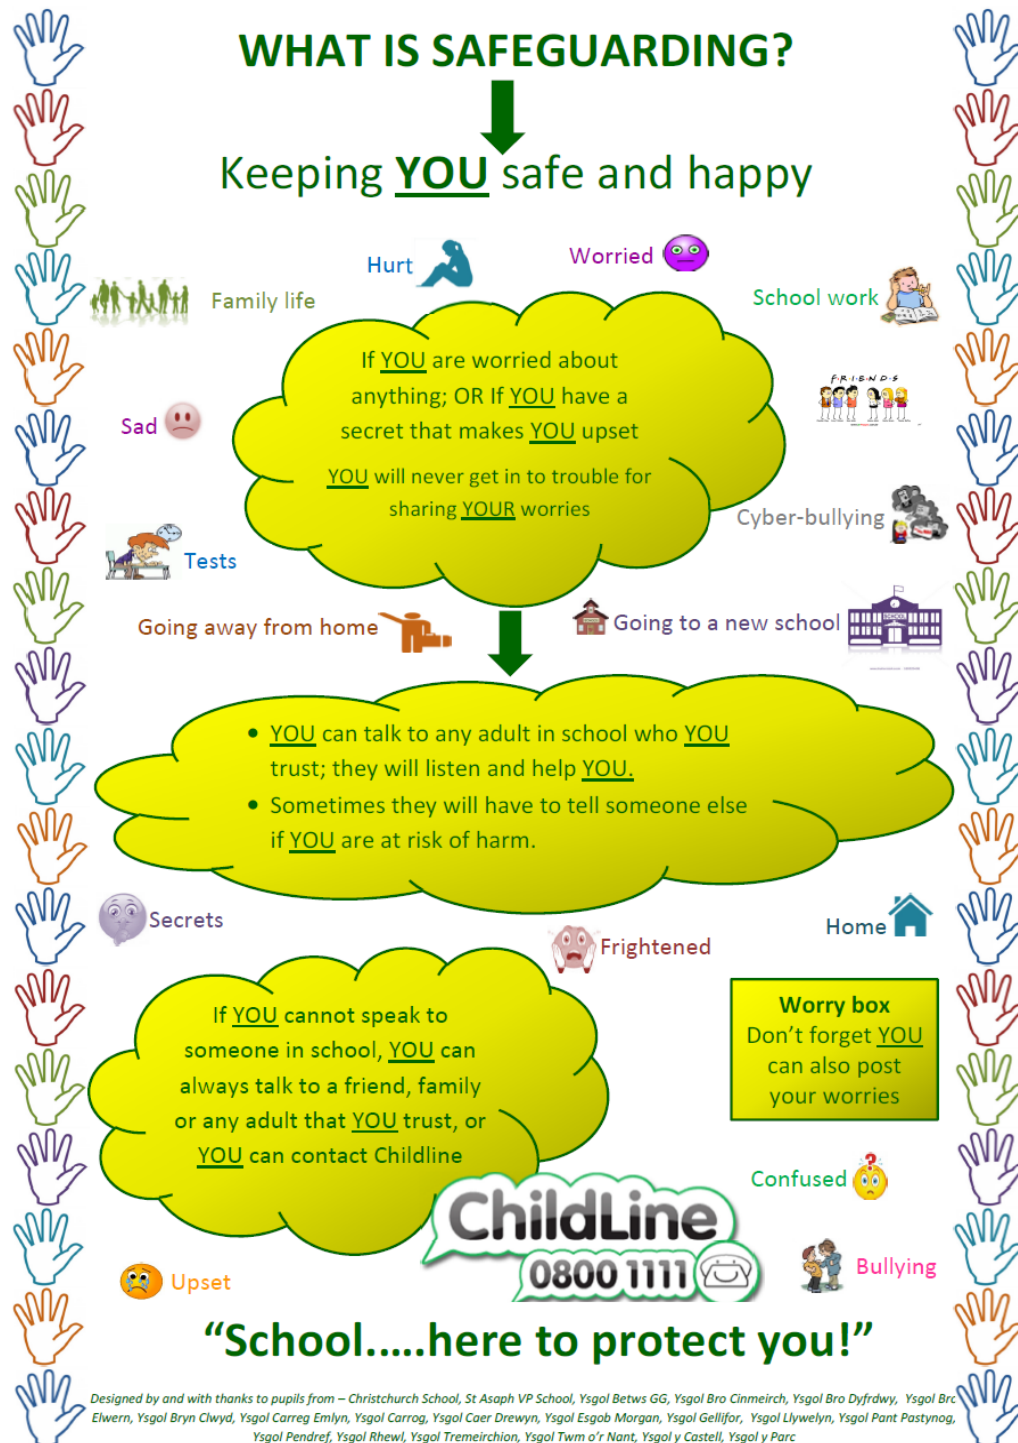 WHAT IS SAFEGUARDING?
Keeping YOU safe and happy
Hurt
Worried
Family life
School work
If YOU are worried about
anything; OR If YOU have a
secret that makes YOU upset
YOU will never get in to trouble for
sharing YOUR worries
F·R·I·E·N·D·S
Sad
Cyber-bullying
Tests
Going away from home
Going to a new school
SCHOOL
• YOU can talk to any adult in school who YOU
trust; they will listen and help YOU.
• Sometimes they will have to tell someone else
if YOU are at risk of harm.
Secrets
Frightened
Home
If YOU cannot speak to
someone in school, YOU can
always talk to a friend, family
or any adult that YOU trust, or
YOU can contact Childline
Worry box
Don't forget YOU
can also post
your worries
Confused
ChildLine
0800 1111
Bullying
Upset
"School.....here to protect you!"
Designed by and with thanks to pupils from – Christchurch School, St Asaph VP School, Ysgol Betws GG, Ysgol Bro Cinmeirch, Ysgol Bro Dyfrdwy, Ysgol Bro
Elwern, Ysgol Bryn Clwyd, Ysgol Carreg Emlyn, Ysgol Carrog, Ysgol Caer Drewyn, Ysgol Esgob Morgan, Ysgol Gellifor, Ysgol Llywelyn, Ysgol Pant Pastynog,
Ysgol Pendref, Ysgol Rhewl, Ysgol Tremeirchion, Ysgol Twm o'r Nant, Ysgol y Castell, Ysgol y Parc